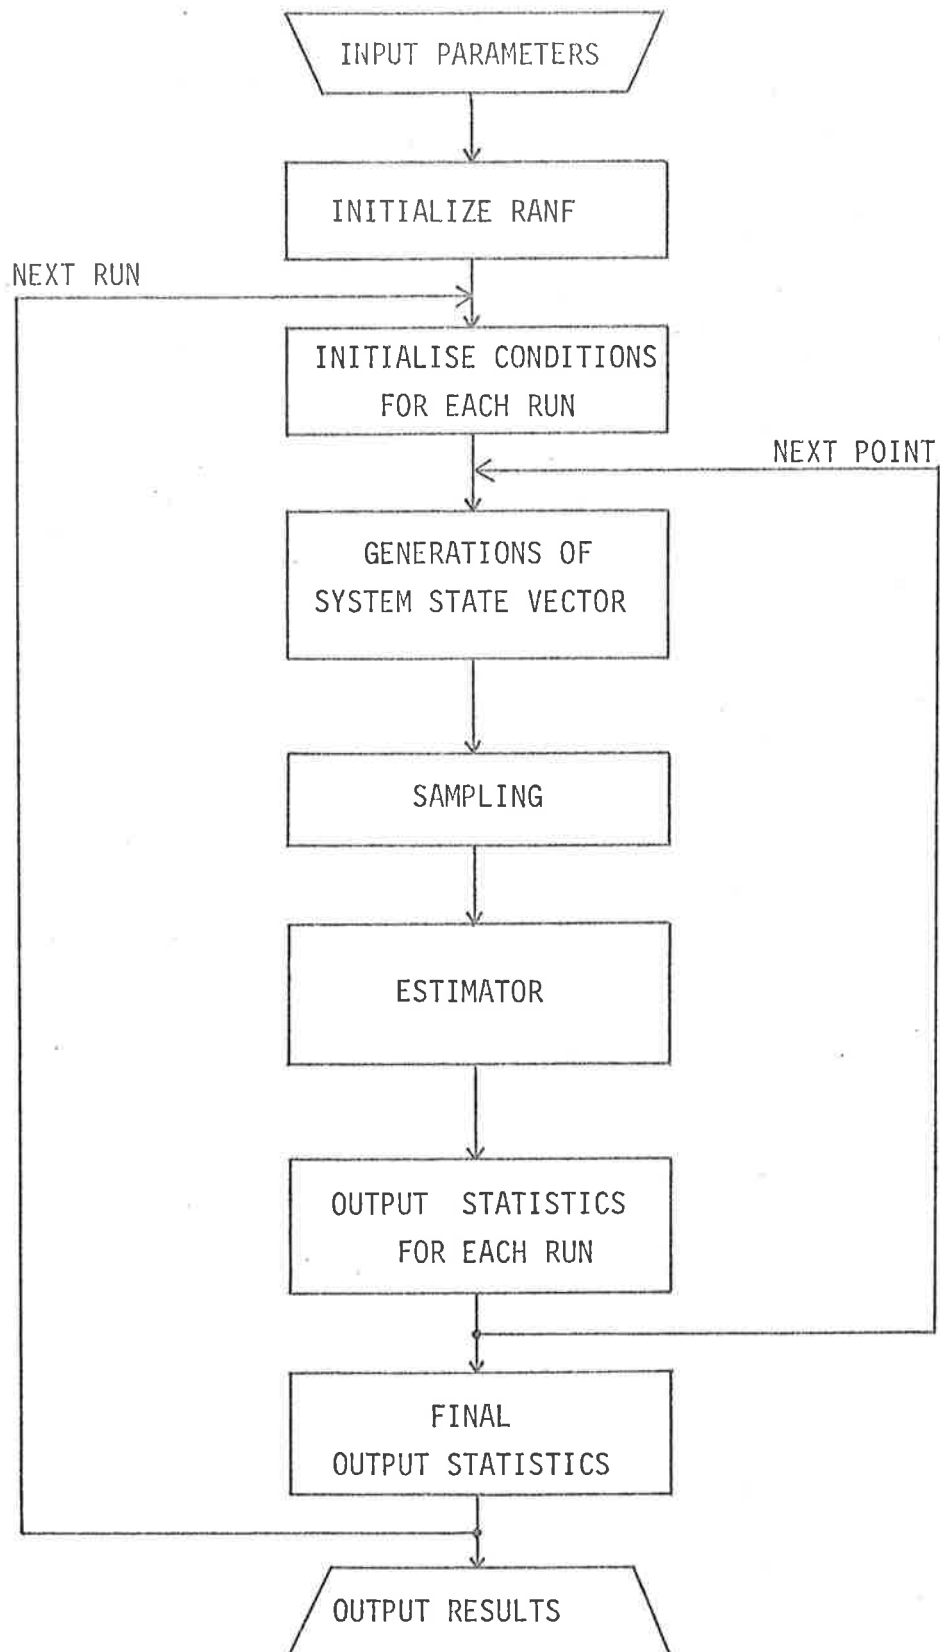 INPUT PARAMETERS
INITIALIZE RANF
NEXT RUN
INITIALISE CONDITIONS
FOR EACH RUN
NEXT POINT
GENERATIONS OF
SYSTEM STATE VECTOR
SAMPLING
ESTIMATOR
OUTPUT STATISTICS
FOR EACH RUN
FINAL
OUTPUT STATISTICS
OUTPUT RESULTS